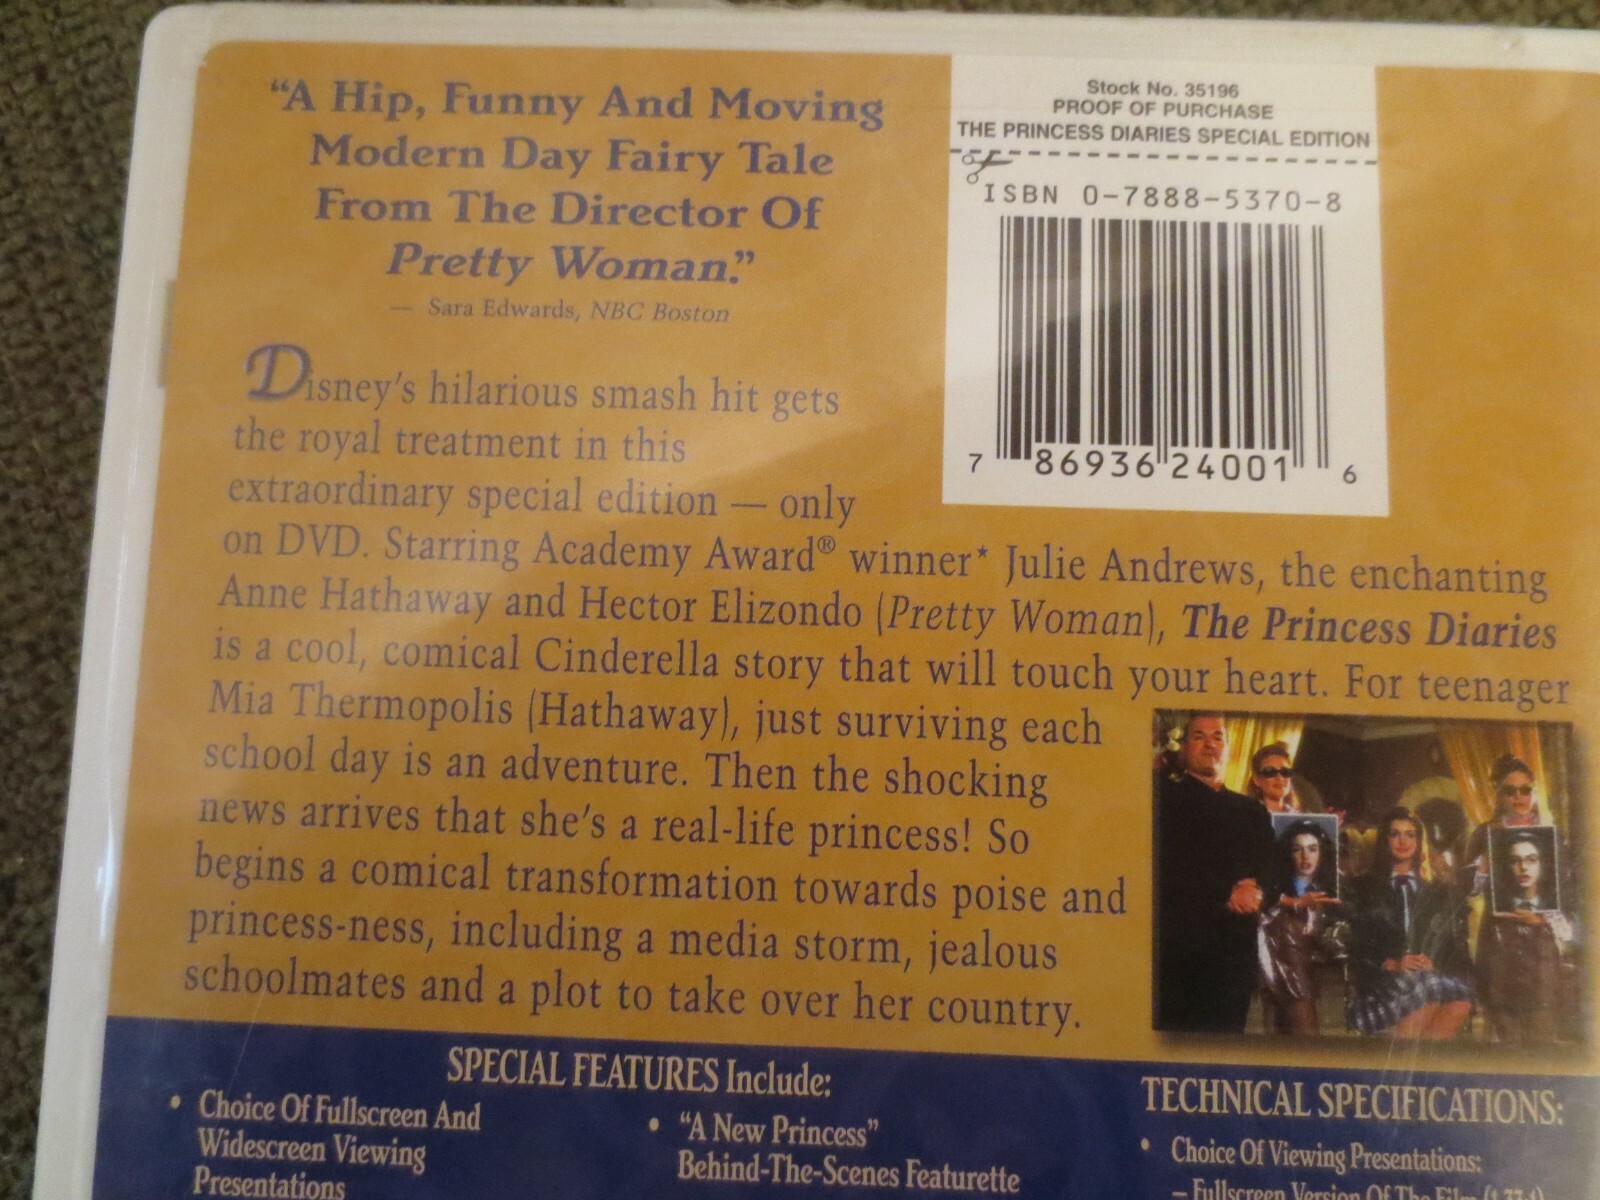 “A Hip, Funny And Moving
Modern Day Fairy Tale
From The Director Of
Pretty Woman.”
— Sara Edwards, NBC Boston
Stock No. 35196
PROOF OF PURCHASE
THE PRINCESS DIARIES SPECIAL EDITION
ISBN 0-7888-5370-8
7 86936 24001 6
Disney’s hilarious smash hit gets
the royal treatment in this
extraordinary special edition — only
on DVD. Starring Academy Award® winner* Julie Andrews, the enchanting
Anne Hathaway and Hector Elizondo (Pretty Woman), The Princess Diaries
is a cool, comical Cinderella story that will touch your heart. For teenager
Mia Thermopolis (Hathaway), just surviving each
school day is an adventure. Then the shocking
news arrives that she’s a real-life princess! So
begins a comical transformation towards poise and
princess-ness, including a media storm, jealous
schoolmates and a plot to take over her country.
SPECIAL FEATURES Include:
• Choice Of Fullscreen And
Widescreen Viewing
Presentations
• “A New Princess”
Behind-The-Scenes Featurette
TECHNICAL SPECIFICATIONS:
• Choice Of Viewing Presentations:
– Fullscreen Version Of The Film